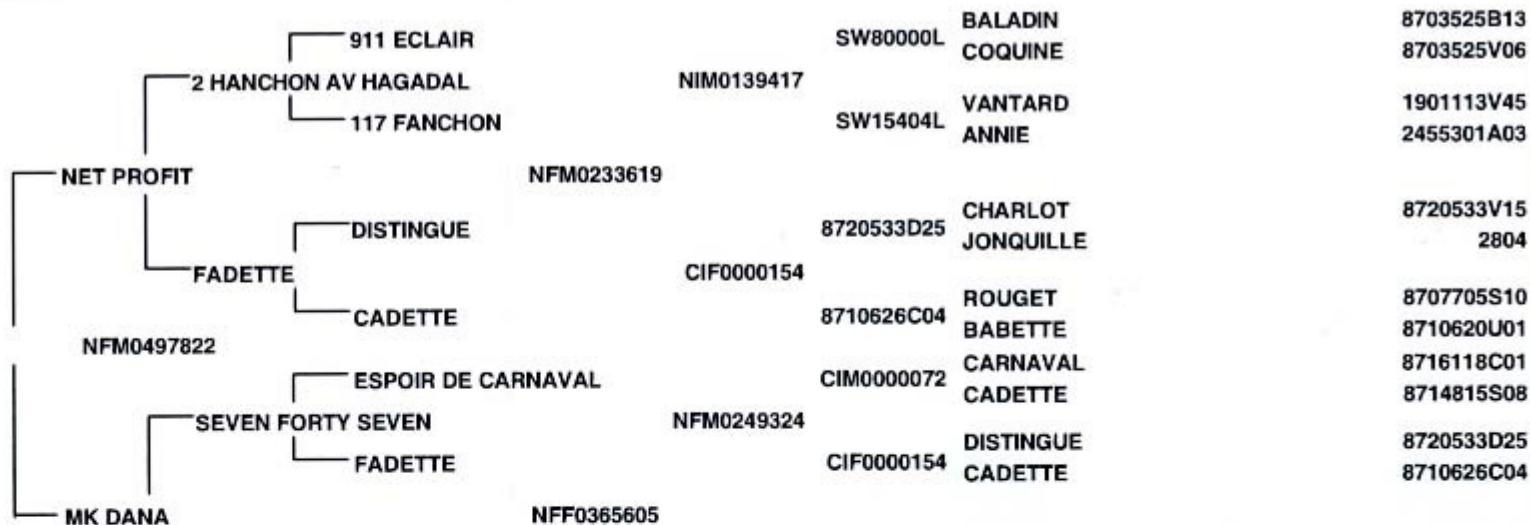 BALADIN 8703525B13
911 ECLAIR SW80000L
COQUINE 8703525V06
2 HANCHON AV HAGADAL NIM0139417
VANTARD 1901113V45
117 FANCHON SW15404L
ANNIE 2455301A03
NET PROFIT NFM0233619
CHARLOT 8720533V15
DISTINGUE 8720533D25
JONQUILLE 2804
FADETTE CIF0000154
ROUGET 8707705S10
CADETTE 8710626C04
BABETTE 8710620U01
NFM0497822
CARNAVAL 8716118C01
ESPOIR DE CARNAVAL CIM0000072
CADETTE 8714815S08
SEVEN FORTY SEVEN NFM0249324
DISTINGUE 8720533D25
FADETTE CIF0000154
CADETTE 8710626C04
MK DANA NFF0365605